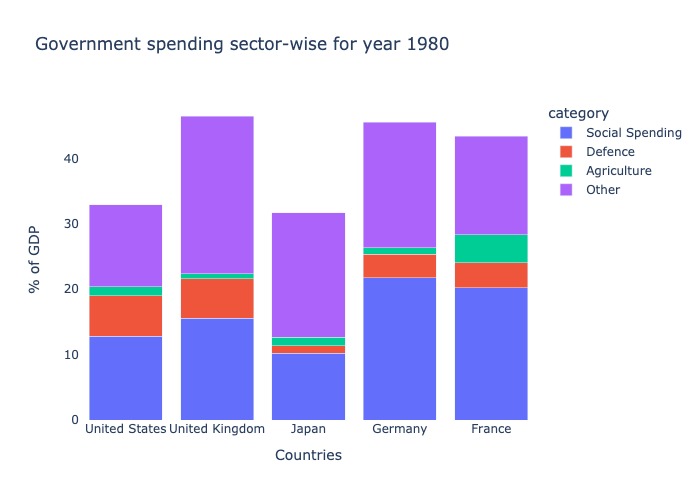 Government spending sector-wise for year 1980
category
Social Spending
Defence
Agriculture
Other
% of GDP
40
30
20
10
0
United States United Kingdom Japan Germany France
Countries